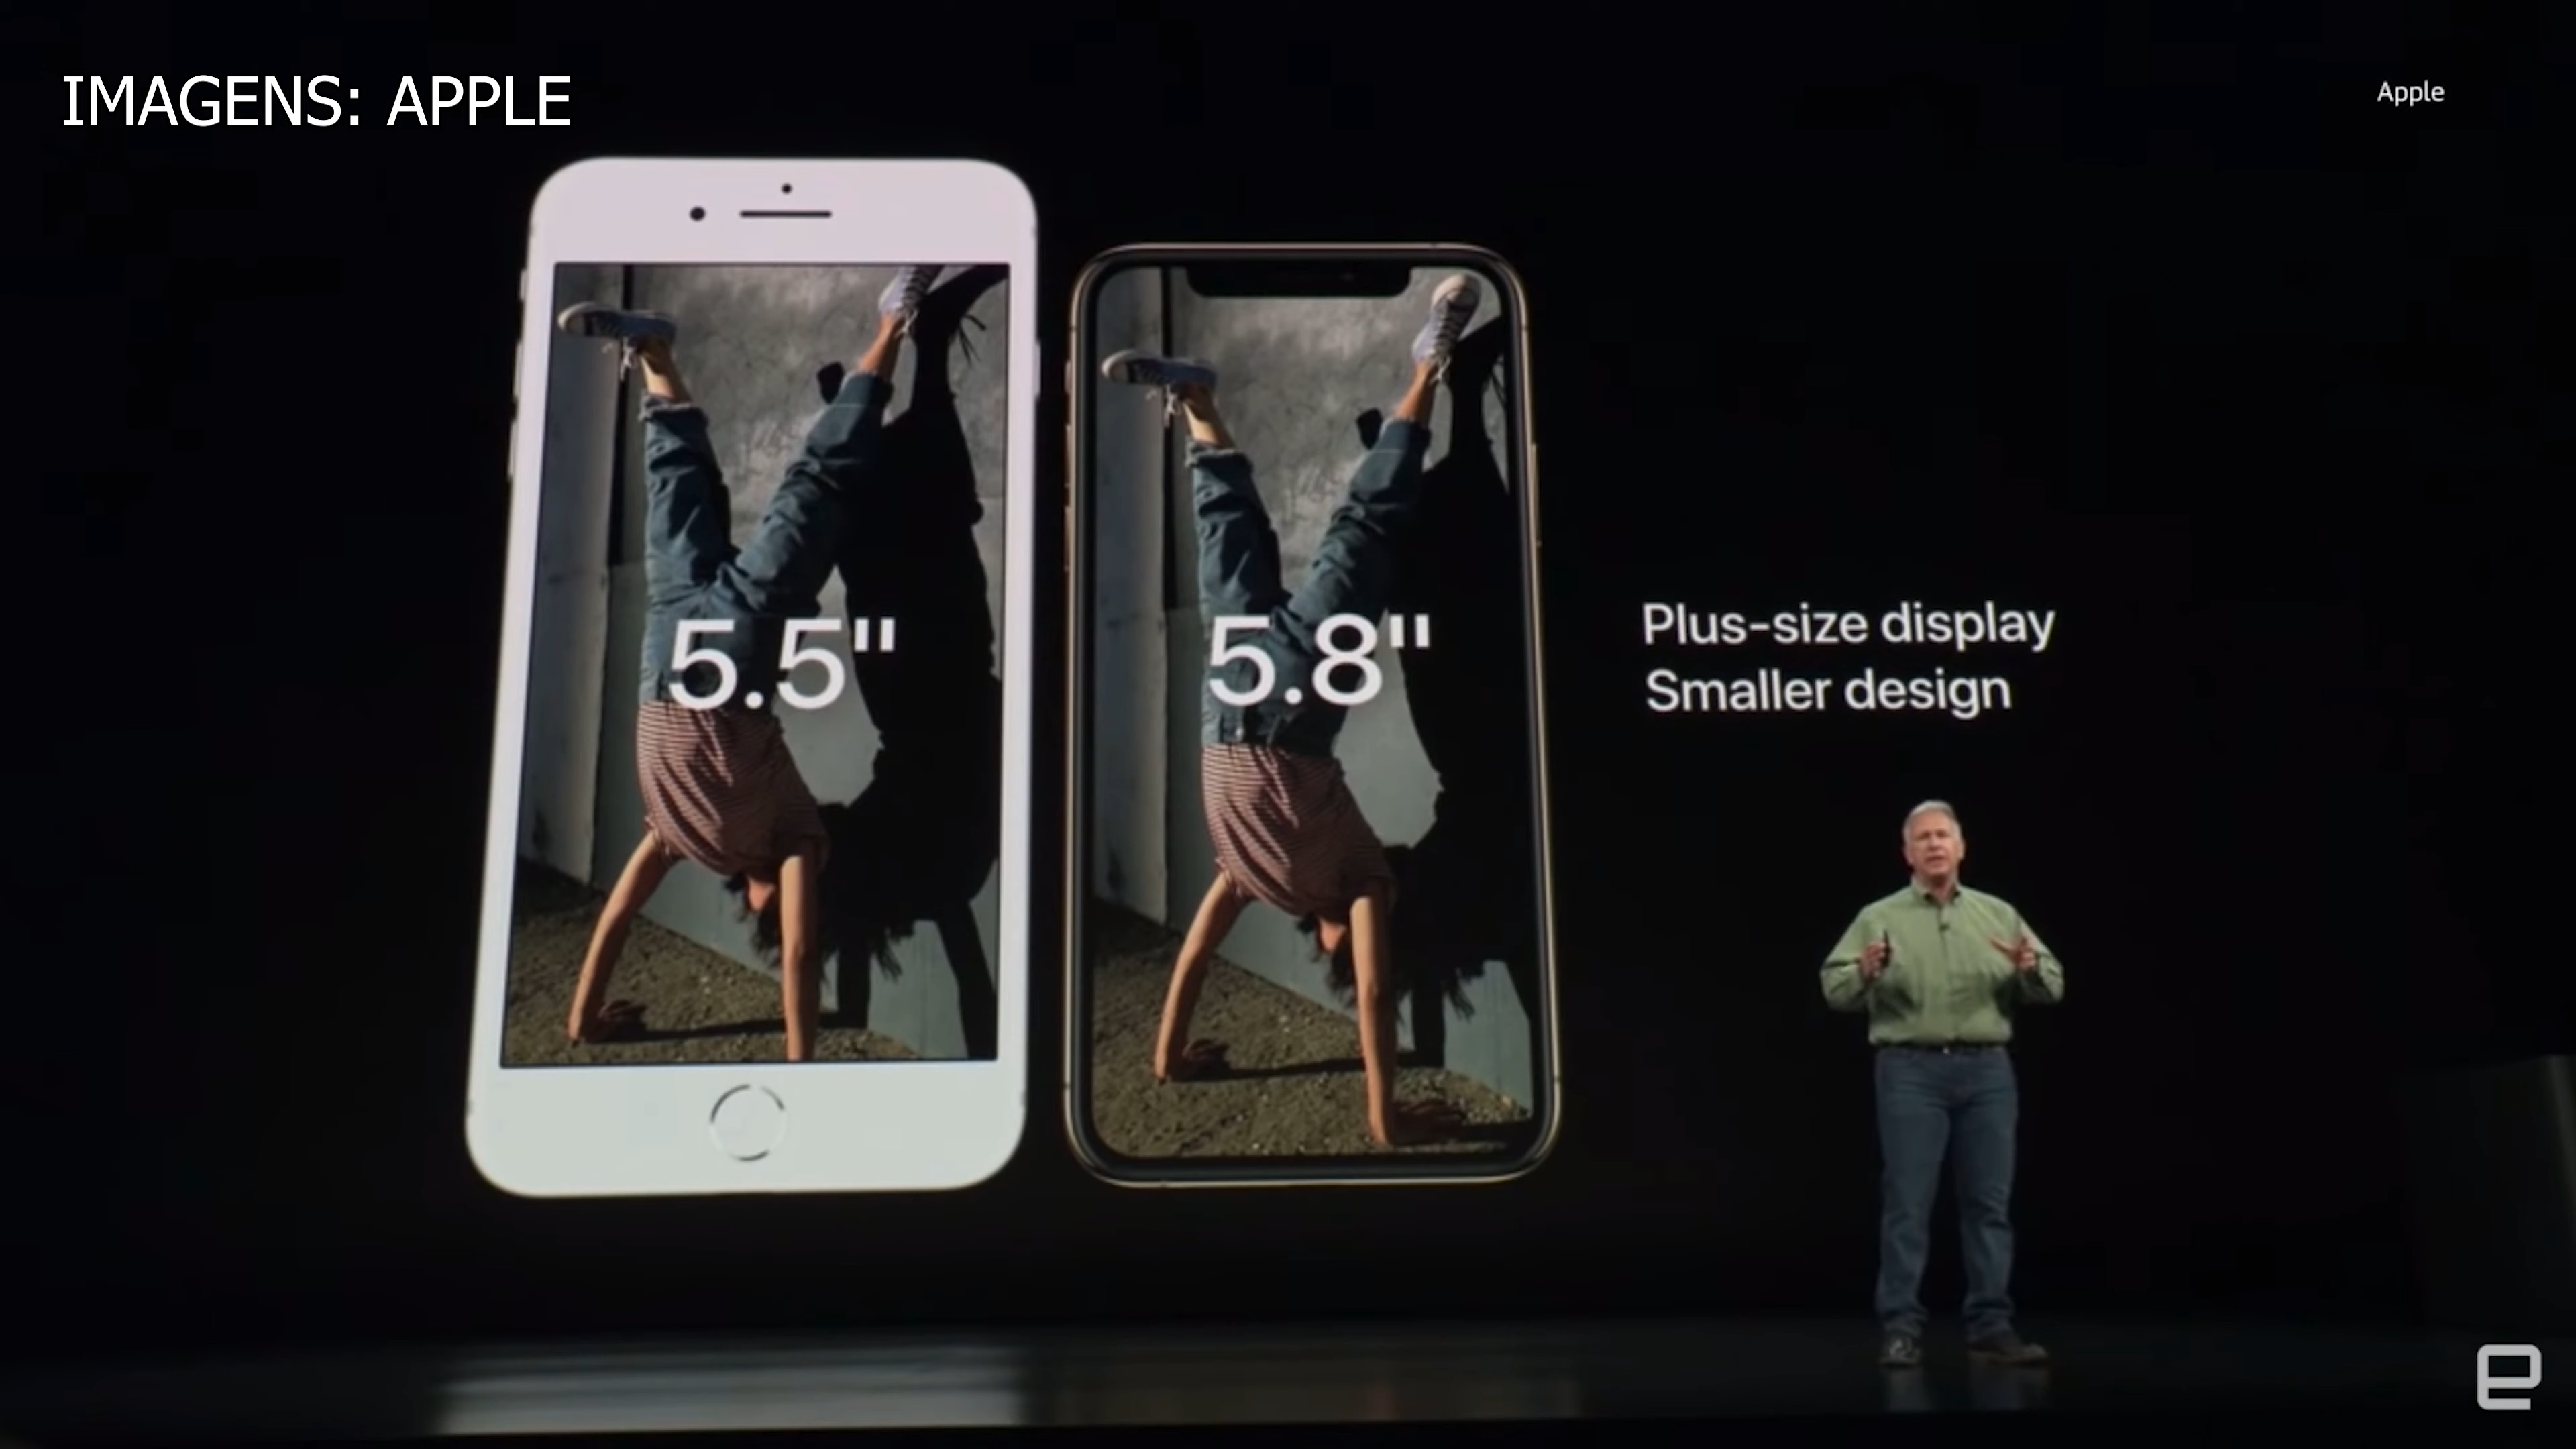 IMAGENS: APPLE
Apple
5.5"
5.8"
Plus-size display
Smaller design
e